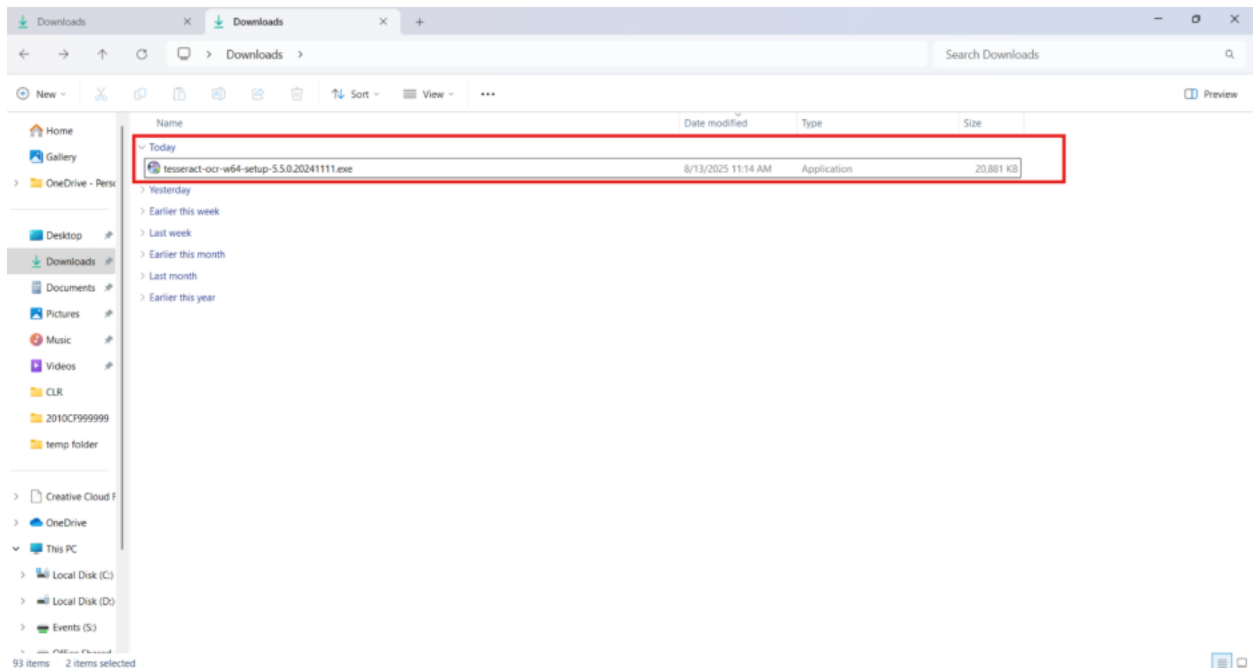 Downloads
Downloads
Downloads
Search Downloads
New
Sort
View
Preview
Home
Gallery
OneDrive - Pers
Desktop
Downloads
Documents
Pictures
Music
Videos
CLR
2010CF999999
temp folder
Creative Cloud F
OneDrive
This PC
Local Disk (C:)
Local Disk (D:)
Events (S:)
Name Date modified Type Size
Today
tesseract-ocr-w64-setup-5.5.0.20241111.exe 8/13/2025 11:14 AM Application 20,881 KB
Yesterday
Earlier this week
Last week
Earlier this month
Last month
Earlier this year
93 items 2 items selected